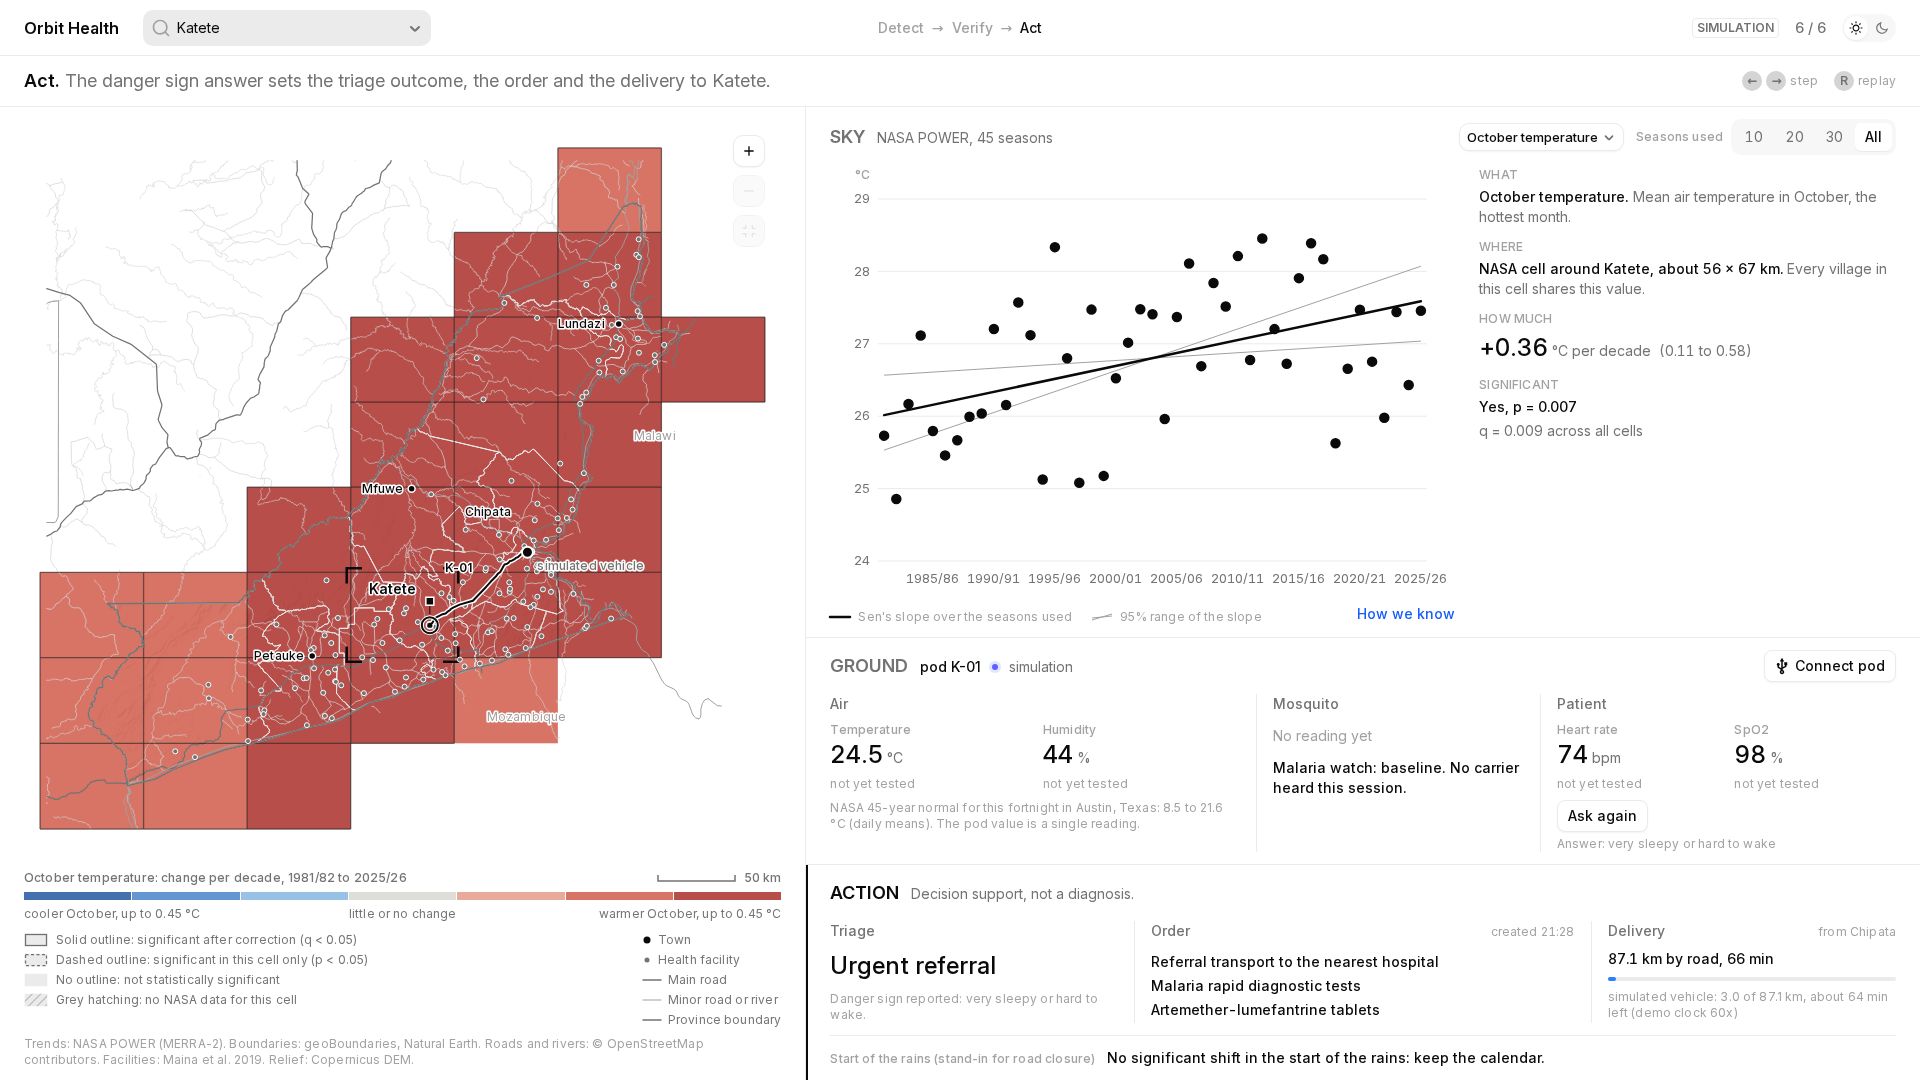 Orbit Health
Katete
Detect → Verify → Act
SIMULATION
6 / 6
Act. The danger sign answer sets the triage outcome, the order and the delivery to Katete.
← → step
R replay
+
−
Lundazi
Malawi
Mfuwe
Chipata
simulated vehicle
K-01
Katete
Petauke
Mozambique
October temperature: change per decade, 1981/82 to 2025/26
50 km
cooler October, up to 0.45 °C
little or no change
warmer October, up to 0.45 °C
Solid outline: significant after correction (q < 0.05)
Dashed outline: significant in this cell only (p < 0.05)
No outline: not statistically significant
Grey hatching: no NASA data for this cell
Town
Health facility
Main road
Minor road or river
Province boundary
Trends: NASA POWER (MERRA-2). Boundaries: geoBoundaries, Natural Earth. Roads and rivers: © OpenStreetMap
contributors. Facilities: Maina et al. 2019. Relief: Copernicus DEM.
SKY NASA POWER, 45 seasons
October temperature
Seasons used
10 20 30 All
°C
29
28
27
26
25
24
1985/86 1990/91 1995/96 2000/01 2005/06 2010/11 2015/16 2020/21 2025/26
Sen's slope over the seasons used
95% range of the slope
How we know
WHAT
October temperature. Mean air temperature in October, the
hottest month.
WHERE
NASA cell around Katete, about 56 × 67 km. Every village in
this cell shares this value.
HOW MUCH
+0.36 °C per decade (0.11 to 0.58)
SIGNIFICANT
Yes, p = 0.007
q = 0.009 across all cells
GROUND pod K-01 simulation
Connect pod
Air
Temperature
24.5 °C
not yet tested
Humidity
44 %
not yet tested
NASA 45-year normal for this fortnight in Austin, Texas: 8.5 to 21.6
°C (daily means). The pod value is a single reading.
Mosquito
No reading yet
Malaria watch: baseline. No carrier
heard this session.
Patient
Heart rate
74 bpm
not yet tested
SpO2
98 %
not yet tested
Ask again
Answer: very sleepy or hard to wake
ACTION Decision support, not a diagnosis.
Triage
Urgent referral
Danger sign reported: very sleepy or hard to
wake.
Order
created 21:28
Referral transport to the nearest hospital
Malaria rapid diagnostic tests
Artemether-lumefantrine tablets
Delivery
from Chipata
87.1 km by road, 66 min
simulated vehicle: 3.0 of 87.1 km, about 64 min
left (demo clock 60x)
Start of the rains (stand-in for road closure) No significant shift in the start of the rains: keep the calendar.